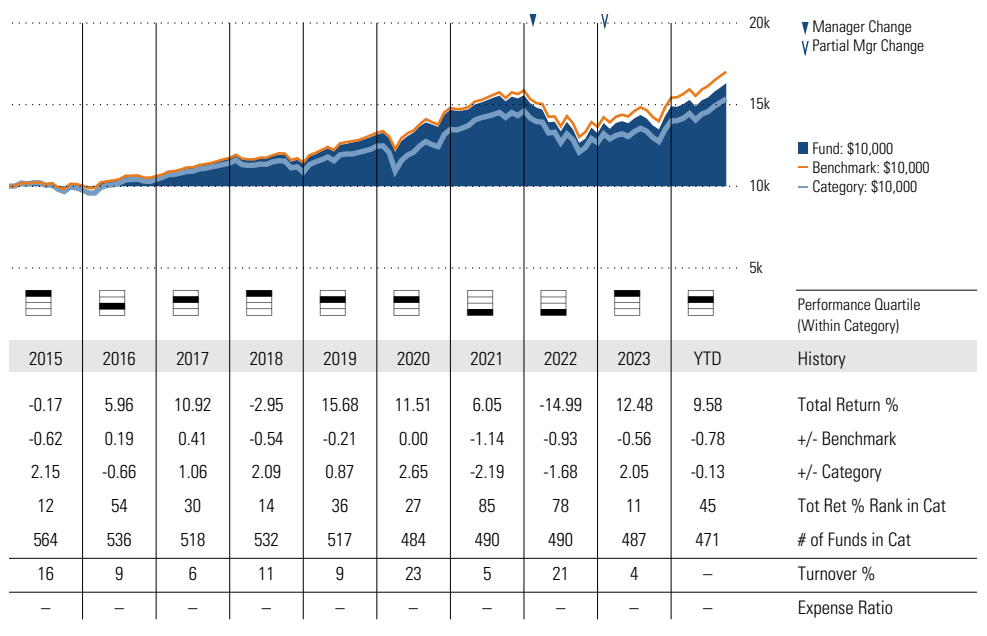 20k
15k
10k
5k
Manager Change
Partial Mgr Change
Fund: $10,000
Benchmark: $10,000
Category: $10,000
Performance Quartile
(Within Category)
2015 2016 2017 2018 2019 2020 2021 2022 2023 YTD History
-0.17 5.96 10.92 -2.95 15.68 11.51 6.05 -14.99 12.48 9.58 Total Return %
-0.62 0.19 0.41 -0.54 -0.21 0.00 -1.14 -0.93 -0.56 -0.78 +/- Benchmark
2.15 -0.66 1.06 2.09 0.87 2.65 -2.19 -1.68 2.05 -0.13 +/- Category
12 54 30 14 36 27 85 78 11 45 Tot Ret % Rank in Cat
564 536 518 532 517 484 490 490 487 471 # of Funds in Cat
16 9 6 11 9 23 5 21 4 – Turnover %
– – – – – – – – – – Expense Ratio